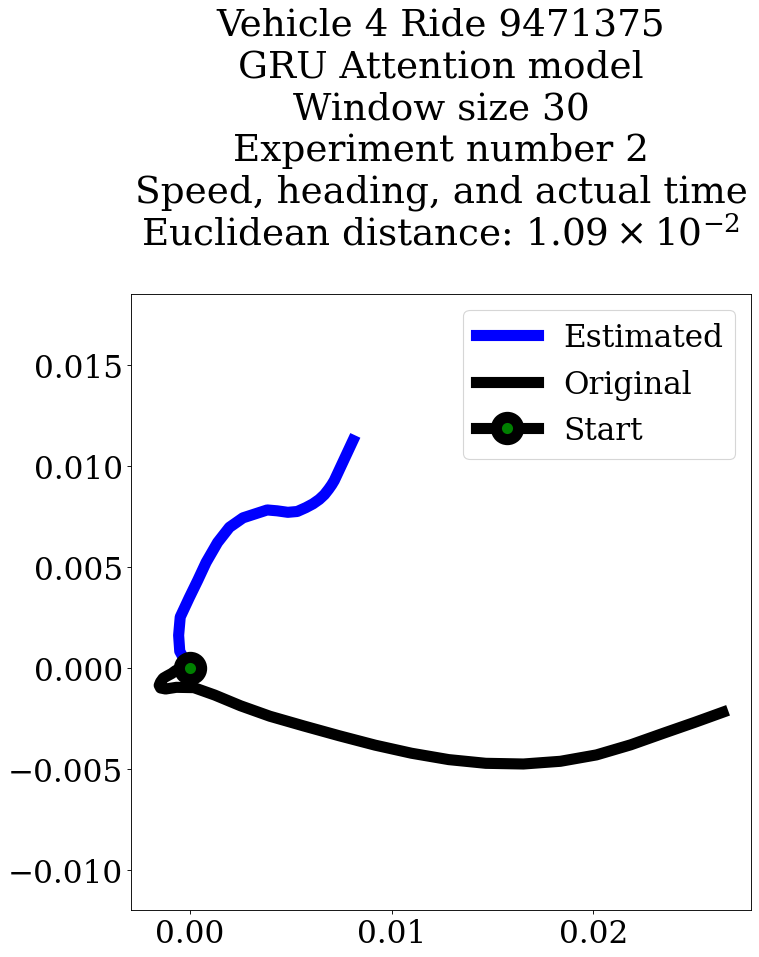 Vehicle 4 Ride 9471375
GRU Attention model
Window size 30
Experiment number 2
Speed, heading, and actual time
Euclidean distance: 1.09 × 10⁻²
Estimated
Original
Start
0.015
0.010
0.005
0.000
−0.005
−0.010
0.00 0.01 0.02